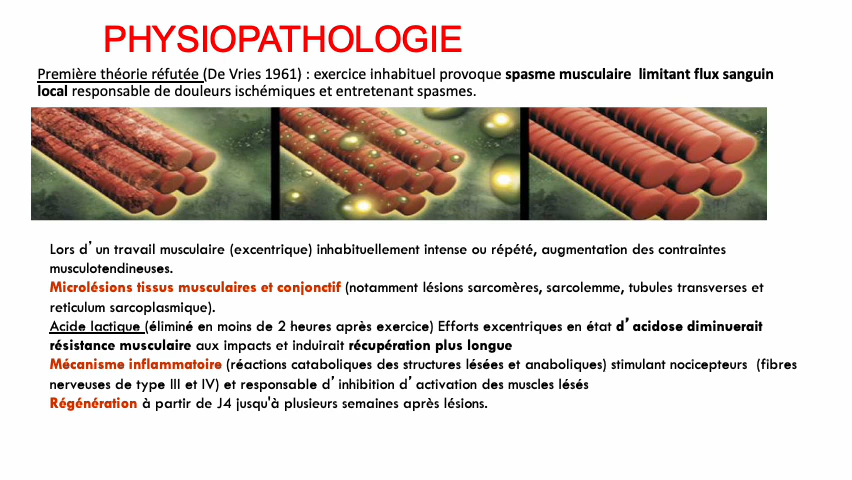 PHYSIOPATHOLOGIE
Première théorie réfutée (De Vries 1961) : exercice inhabituel provoque spasme musculaire limitant flux sanguin
local responsable de douleurs ischémiques et entretenant spasmes.
Lors d’un travail musculaire (excentrique) inhabituellement intense ou répété, augmentation des contraintes
musculotendineuses.
Microlésions tissus musculaires et conjonctif (notamment lésions sarcomères, sarcolemme, tubules transverses et
reticulum sarcoplasmique).
Acide lactique (éliminé en moins de 2 heures après exercice) Efforts excentriques en état d’acidose diminuerait
résistance musculaire aux impacts et induirait récupération plus longue
Mécanisme inflammatoire (réactions cataboliques des structures lésées et anaboliques) stimulant nocicepteurs (fibres
nerveuses de type III et IV) et responsable d’inhibition d’activation des muscles lésés
Régénération à partir de J4 jusqu'à plusieurs semaines après lésions.